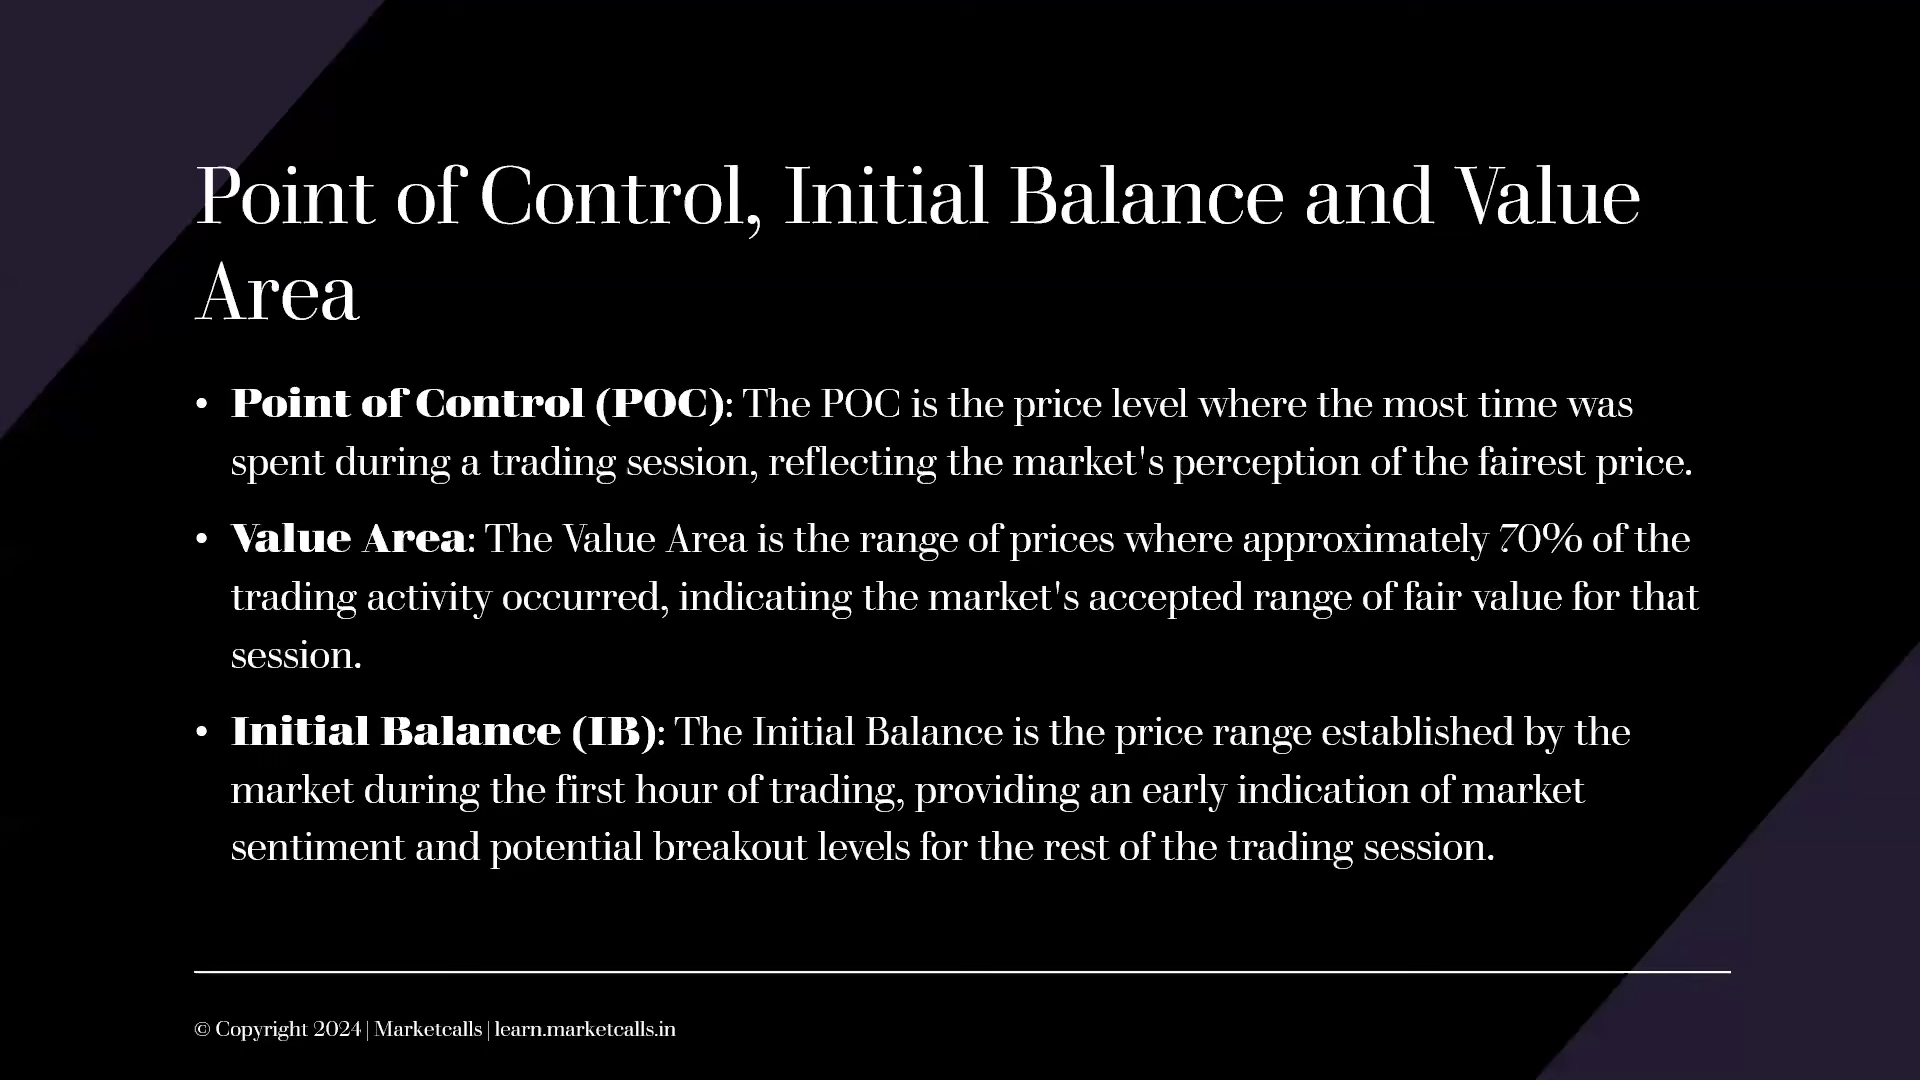 Point of Control, Initial Balance and Value
Area
• Point of Control (POC): The POC is the price level where the most time was
spent during a trading session, reflecting the market's perception of the fairest price.
• Value Area: The Value Area is the range of prices where approximately 70% of the
trading activity occurred, indicating the market's accepted range of fair value for that
session.
• Initial Balance (IB): The Initial Balance is the price range established by the
market during the first hour of trading, providing an early indication of market
sentiment and potential breakout levels for the rest of the trading session.
© Copyright 2024 | Marketcalls | learn.marketcalls.in